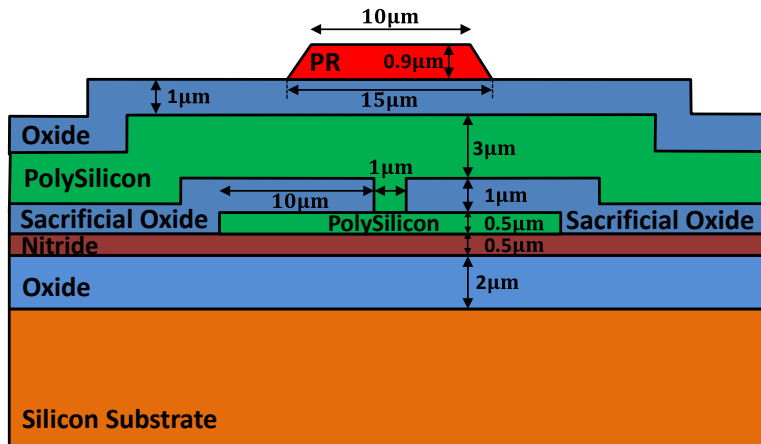 10μm
PR
0.9μm
1μm
15μm
Oxide
3μm
PolySilicon
1μm
10μm
1μm
Sacrificial Oxide
PolySilicon
0.5μm
Sacrificial Oxide
Nitride
0.5μm
Oxide
2μm
Silicon Substrate